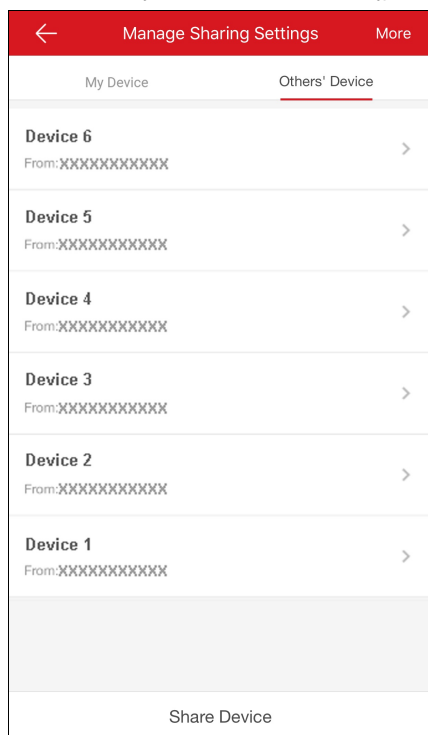 Manage Sharing Settings
More
My Device
Others' Device
Device 6
From:XXXXXXXXXXX
Device 5
From:XXXXXXXXXXX
Device 4
From:XXXXXXXXXXX
Device 3
From:XXXXXXXXXXX
Device 2
From:XXXXXXXXXXX
Device 1
From:XXXXXXXXXXX
Share Device